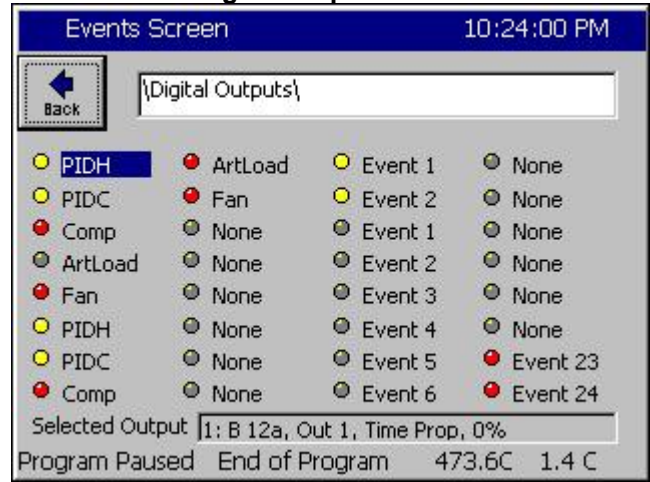 Events Screen 10:24:00 PM
Back \Digital Outputs\
PIDH ArtLoad Event 1 None
PIDC Fan Event 2 None
Comp None Event 1 None
ArtLoad None Event 2 None
Fan None Event 3 None
PIDH None Event 4 None
PIDC None Event 5 Event 23
Comp None Event 6 Event 24
Selected Output 1: B 12a, Out 1, Time Prop, 0%
Program Paused End of Program 473.6C 1.4 C